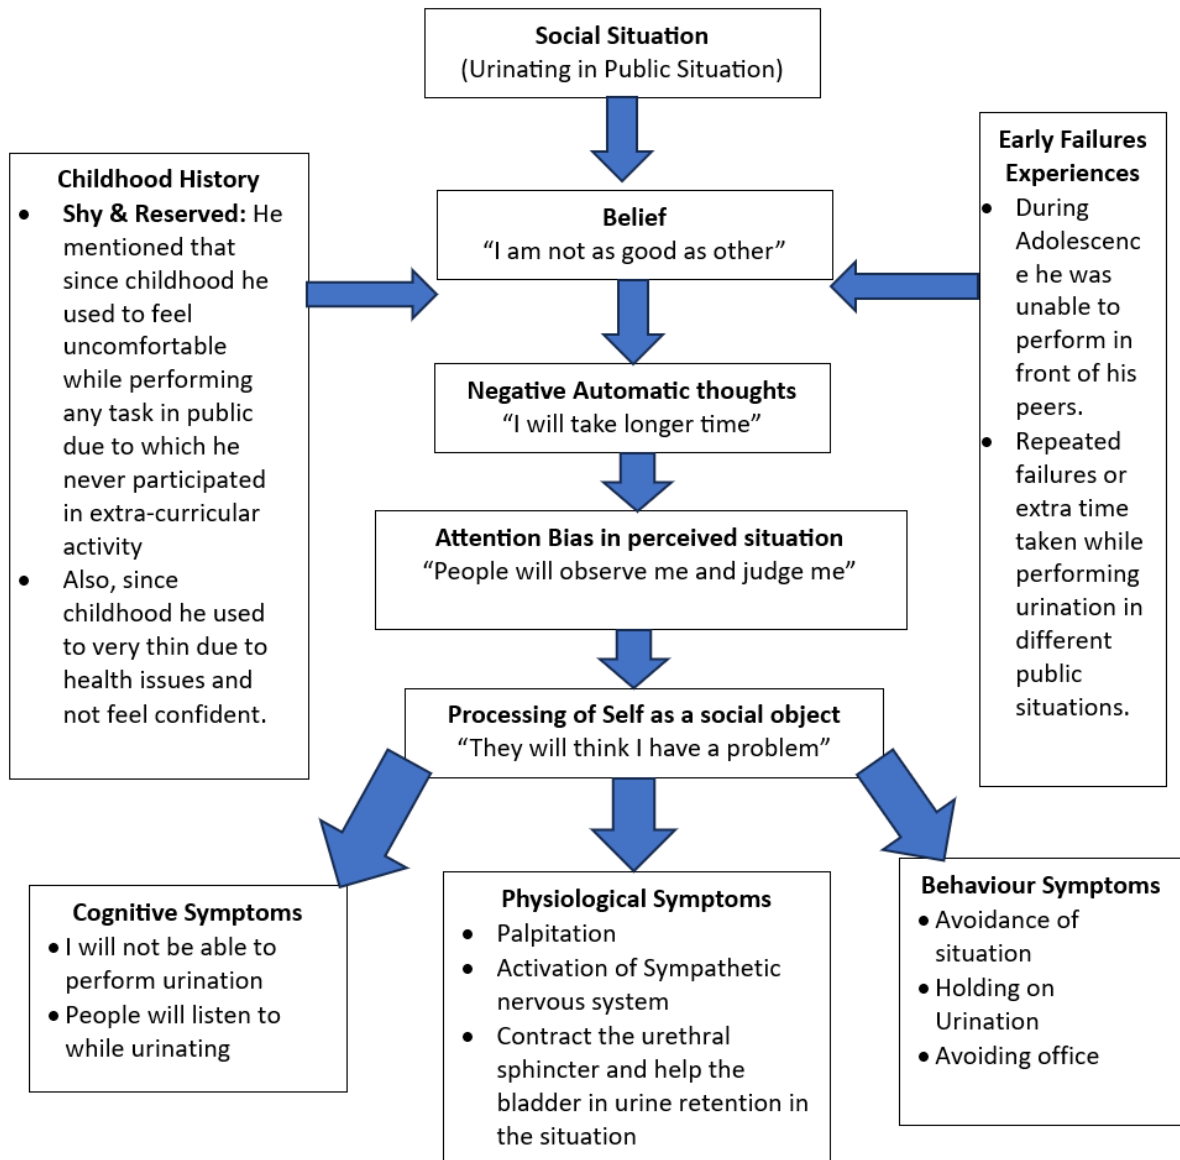 Social Situation
(Urinating in Public Situation)
Childhood History
• Shy & Reserved: He
mentioned that
since childhood he
used to feel
uncomfortable
while performing
any task in public
due to which he
never participated
in extra-curricular
activity
• Also, since
childhood he used
to very thin due to
health issues and
not feel confident.
Belief
“I am not as good as other”
Early Failures
Experiences
• During
Adolescenc
e he was
unable to
perform in
front of his
peers.
• Repeated
failures or
extra time
taken while
performing
urination in
different
public
situations.
Negative Automatic thoughts
“I will take longer time”
Attention Bias in perceived situation
“People will observe me and judge me”
Processing of Self as a social object
“They will think I have a problem”
Cognitive Symptoms
• I will not be able to
perform urination
• People will listen to
while urinating
Physiological Symptoms
• Palpitation
• Activation of Sympathetic
nervous system
• Contract the urethral
sphincter and help the
bladder in urine retention in
the situation
Behaviour Symptoms
• Avoidance of
situation
• Holding on
Urination
• Avoiding office